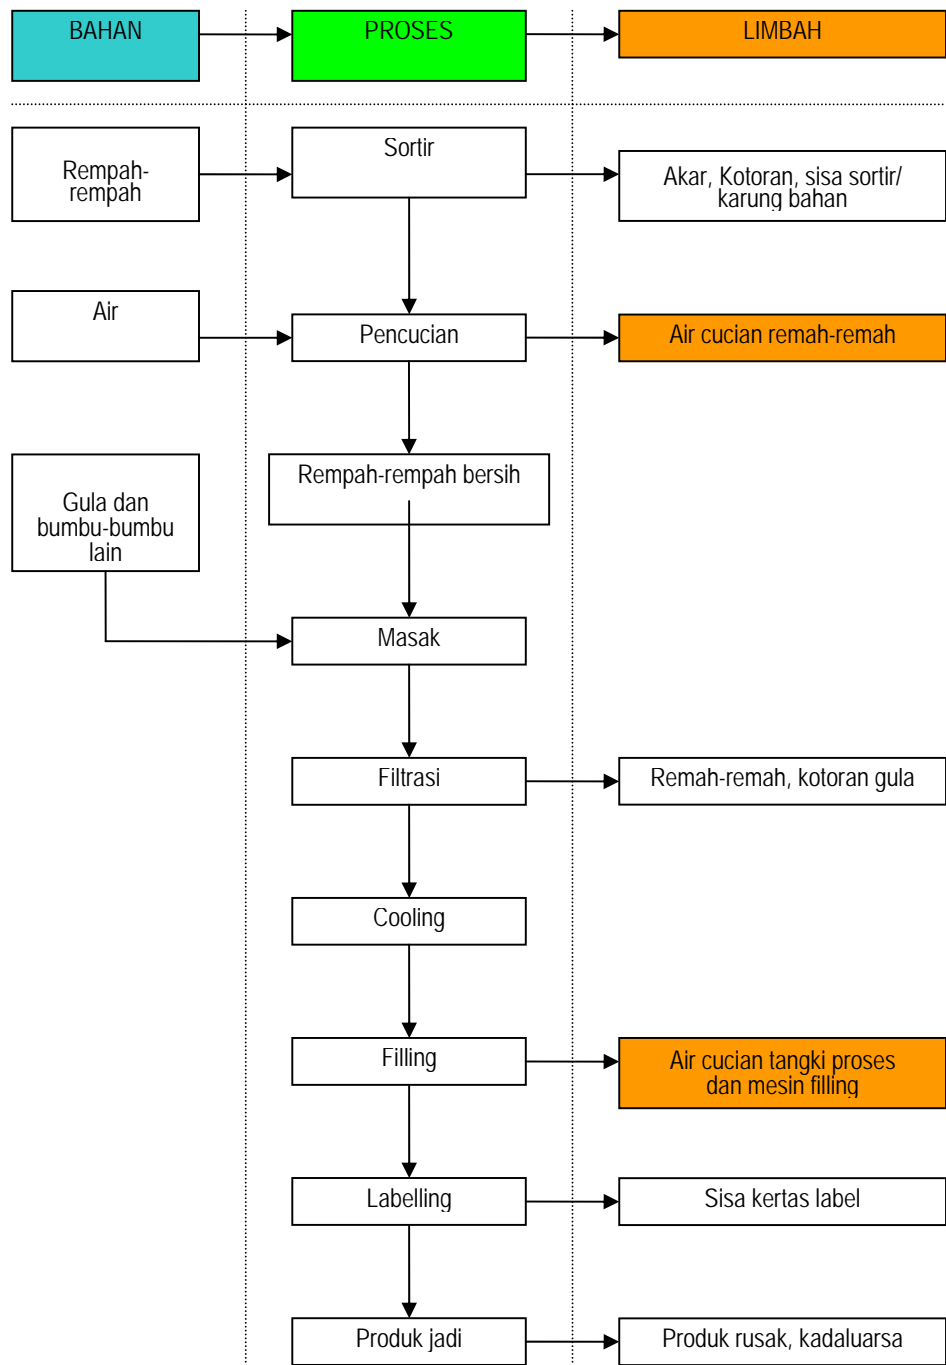 BAHAN
PROSES
LIMBAH
Rempah-
rempah
Sortir
Akar, Kotoran, sisa sortir/
karung bahan
Air
Pencucian
Air cucian remah-remah
Gula dan
bumbu-bumbu
lain
Rempah-rempah bersih
Masak
Filtrasi
Remah-remah, kotoran gula
Cooling
Filling
Air cucian tangki proses
dan mesin filling
Labelling
Sisa kertas label
Produk jadi
Produk rusak, kadaluarsa